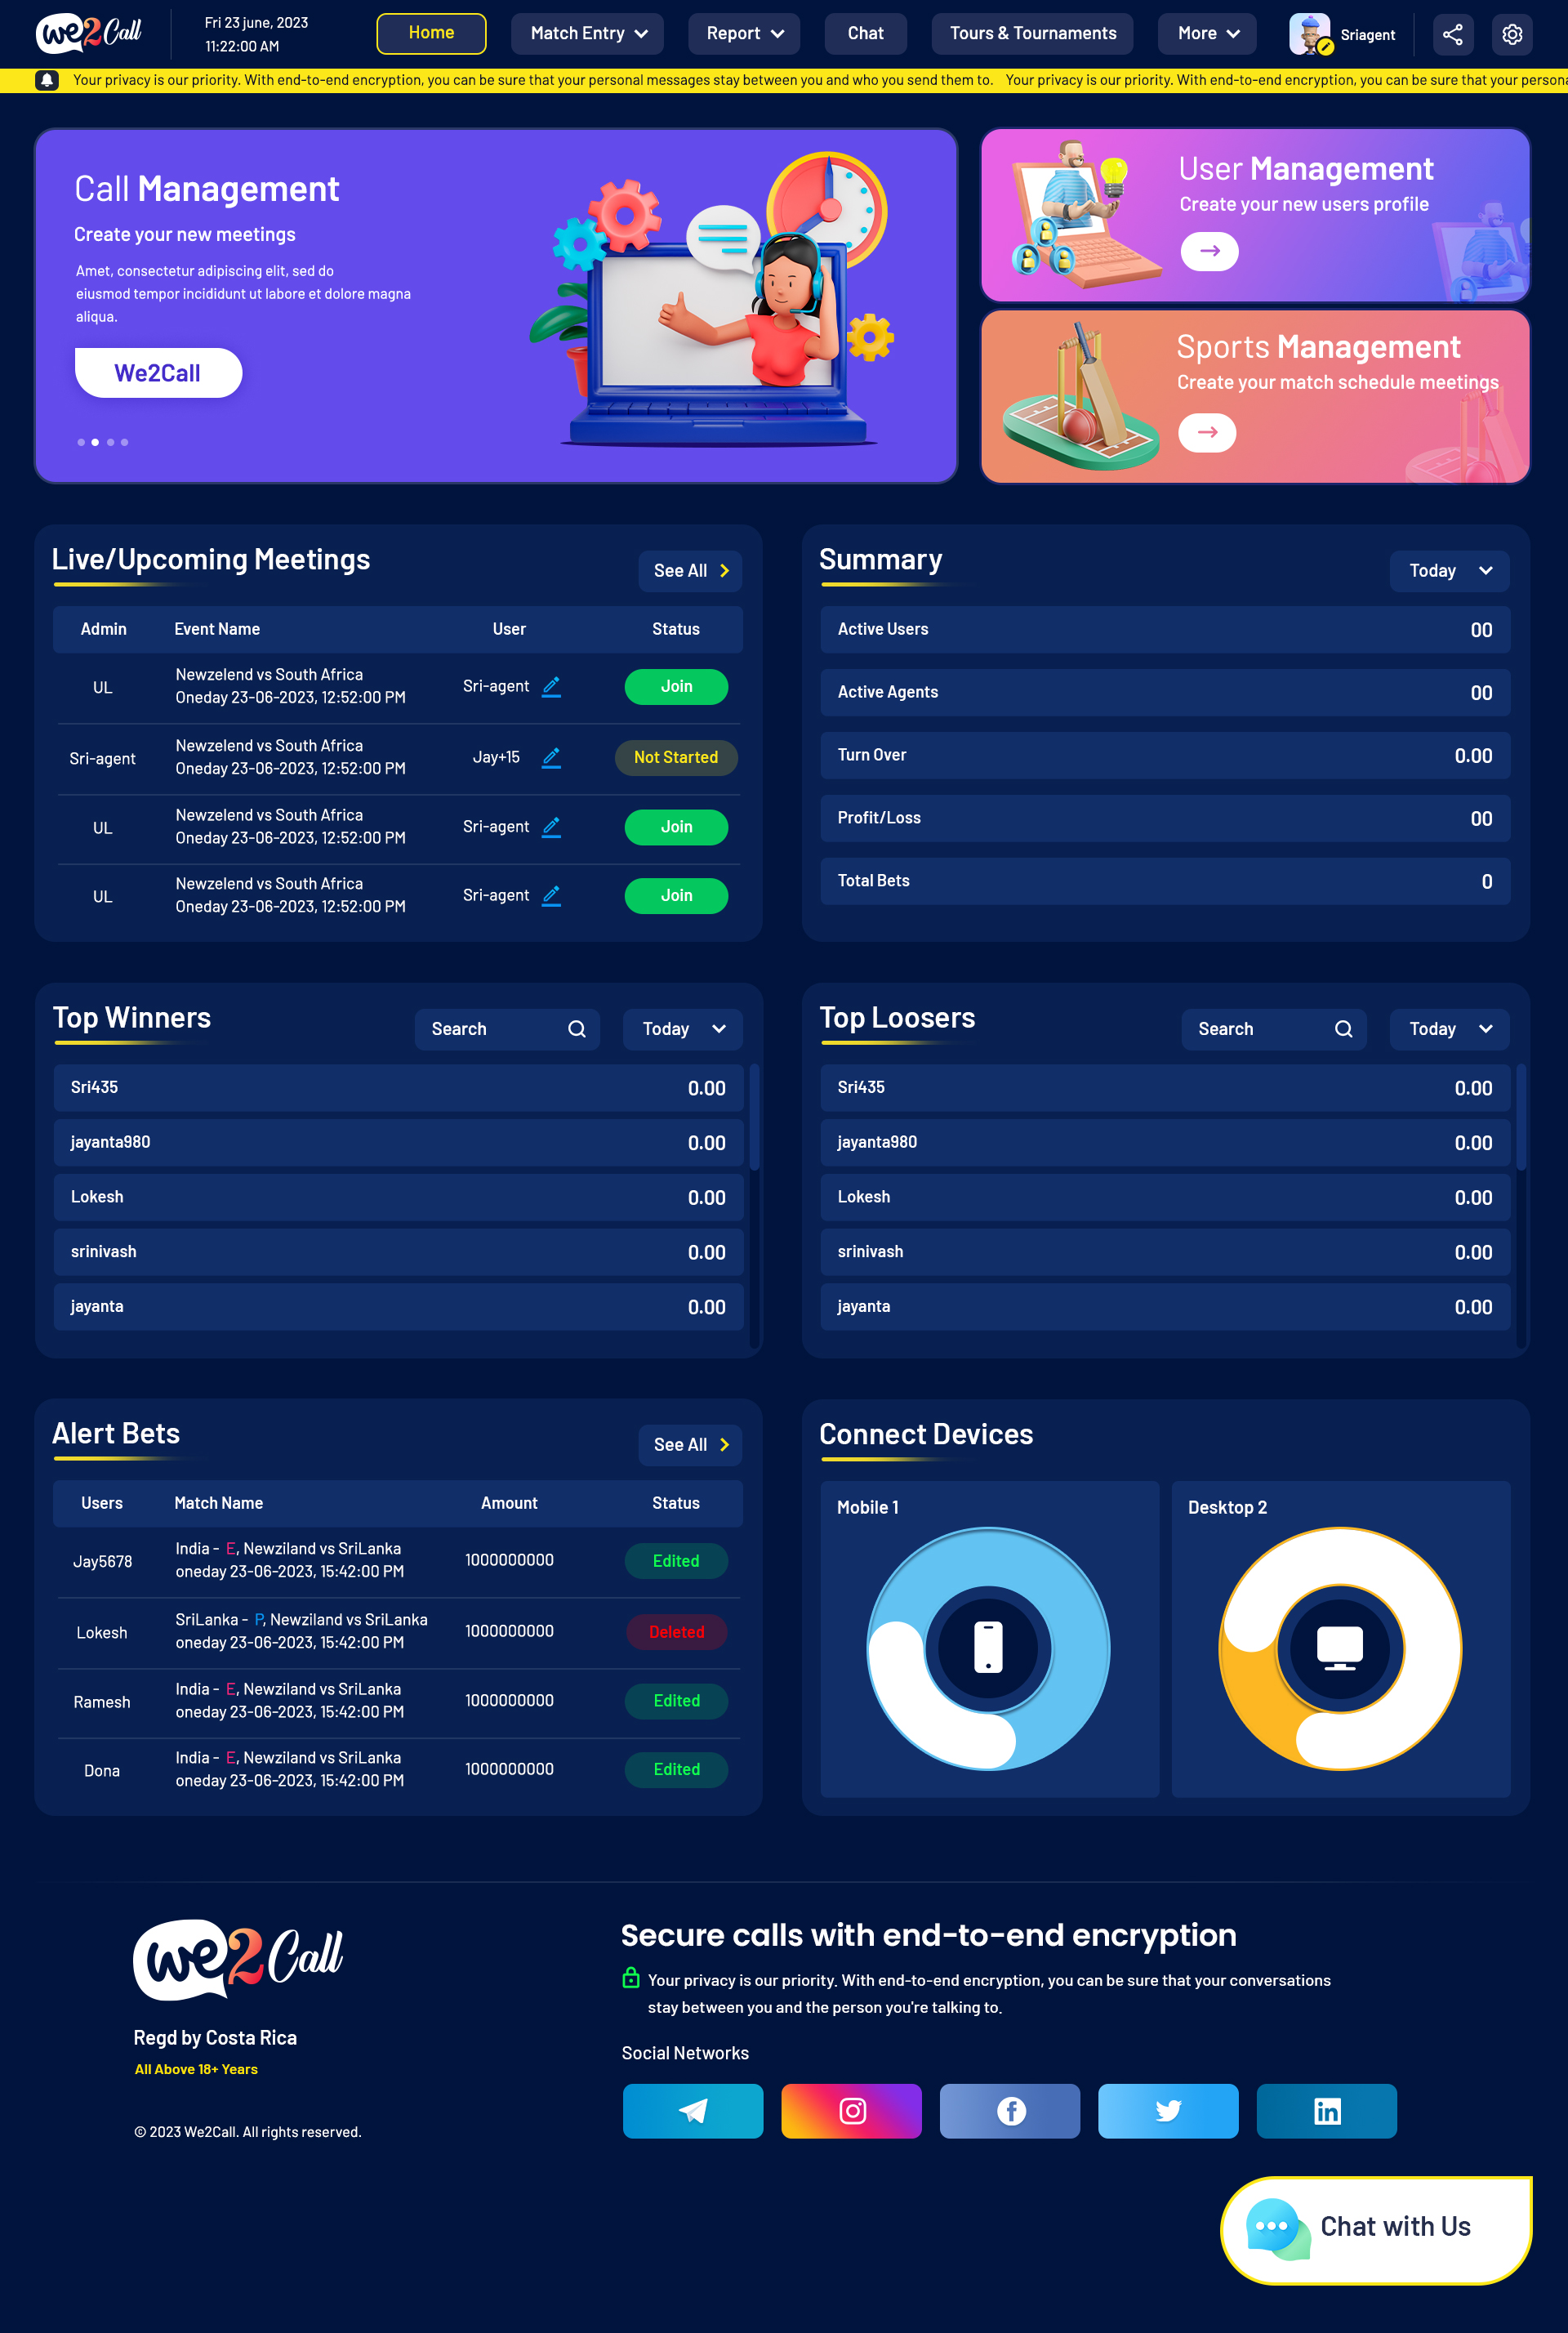 we2Call
Fri 23 june, 2023
11:22:00 AM
Home
Match Entry
Report
Chat
Tours & Tournaments
More
Sriagent
Your privacy is our priority. With end-to-end encryption, you can be sure that your personal messages stay between you and who you send them to. Your privacy is our priority. With end-to-end encryption, you can be sure that your persona
Call Management
Create your new meetings
Amet, consectetur adipiscing elit, sed do
eiusmod tempor incididunt ut labore et dolore magna
aliqua.
We2Call
User Management
Create your new users profile
Sports Management
Create your match schedule meetings
Live/Upcoming Meetings
See All
Admin Event Name User Status
UL
Newzelend vs South Africa
Oneday 23-06-2023, 12:52:00 PM
Sri-agent
Join
Sri-agent
Newzelend vs South Africa
Oneday 23-06-2023, 12:52:00 PM
Jay+15
Not Started
UL
Newzelend vs South Africa
Oneday 23-06-2023, 12:52:00 PM
Sri-agent
Join
UL
Newzelend vs South Africa
Oneday 23-06-2023, 12:52:00 PM
Sri-agent
Join
Summary
Today
Active Users 00
Active Agents 00
Turn Over 0.00
Profit/Loss 00
Total Bets 0
Top Winners
Search
Today
Sri435 0.00
jayanta980 0.00
Lokesh 0.00
srinivash 0.00
jayanta 0.00
Top Loosers
Search
Today
Sri435 0.00
jayanta980 0.00
Lokesh 0.00
srinivash 0.00
jayanta 0.00
Alert Bets
See All
Users Match Name Amount Status
Jay5678
India - E, Newziland vs SriLanka
oneday 23-06-2023, 15:42:00 PM
1000000000
Edited
Lokesh
SriLanka - P, Newziland vs SriLanka
oneday 23-06-2023, 15:42:00 PM
1000000000
Deleted
Ramesh
India - E, Newziland vs SriLanka
oneday 23-06-2023, 15:42:00 PM
1000000000
Edited
Dona
India - E, Newziland vs SriLanka
oneday 23-06-2023, 15:42:00 PM
1000000000
Edited
Connect Devices
Mobile 1
Desktop 2
we2Call
Regd by Costa Rica
All Above 18+ Years
© 2023 We2Call. All rights reserved.
Secure calls with end-to-end encryption
Your privacy is our priority. With end-to-end encryption, you can be sure that your conversations
stay between you and the person you're talking to.
Social Networks
Chat with Us